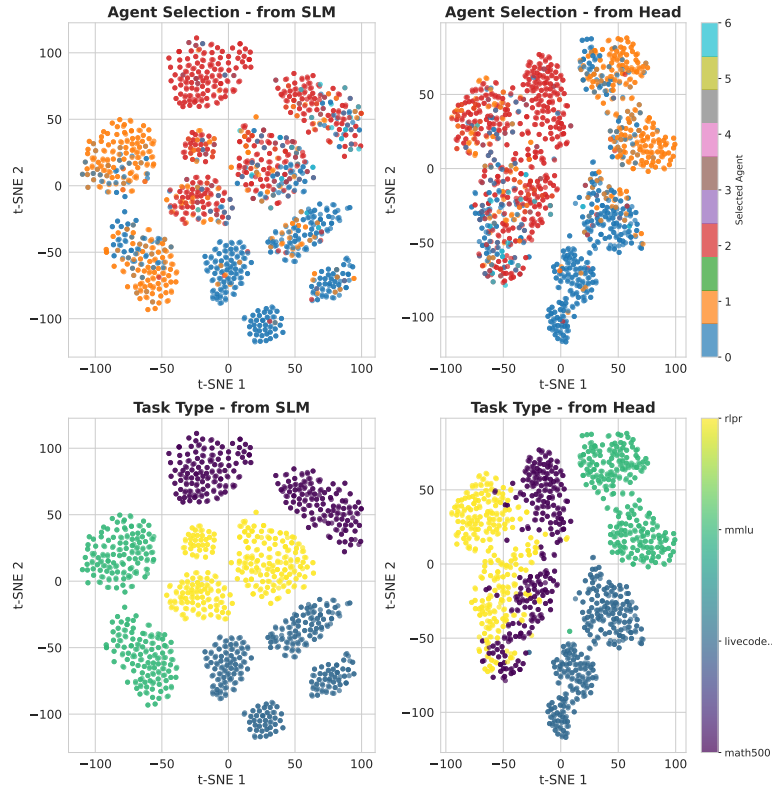 Agent Selection - from SLM
t-SNE 2
100
50
0
−50
−100
−100
−50
0
50
100
t-SNE 1
Agent Selection - from Head
t-SNE 2
50
0
−50
−100
−100
−50
0
50
100
t-SNE 1
6
5
4
3
2
1
0
Selected Agent
Task Type - from SLM
t-SNE 2
100
50
0
−50
−100
−100
−50
0
50
100
t-SNE 1
Task Type - from Head
t-SNE 2
50
0
−50
−100
−100
−50
0
50
100
t-SNE 1
rlpr
mmlu
livecode..
math500